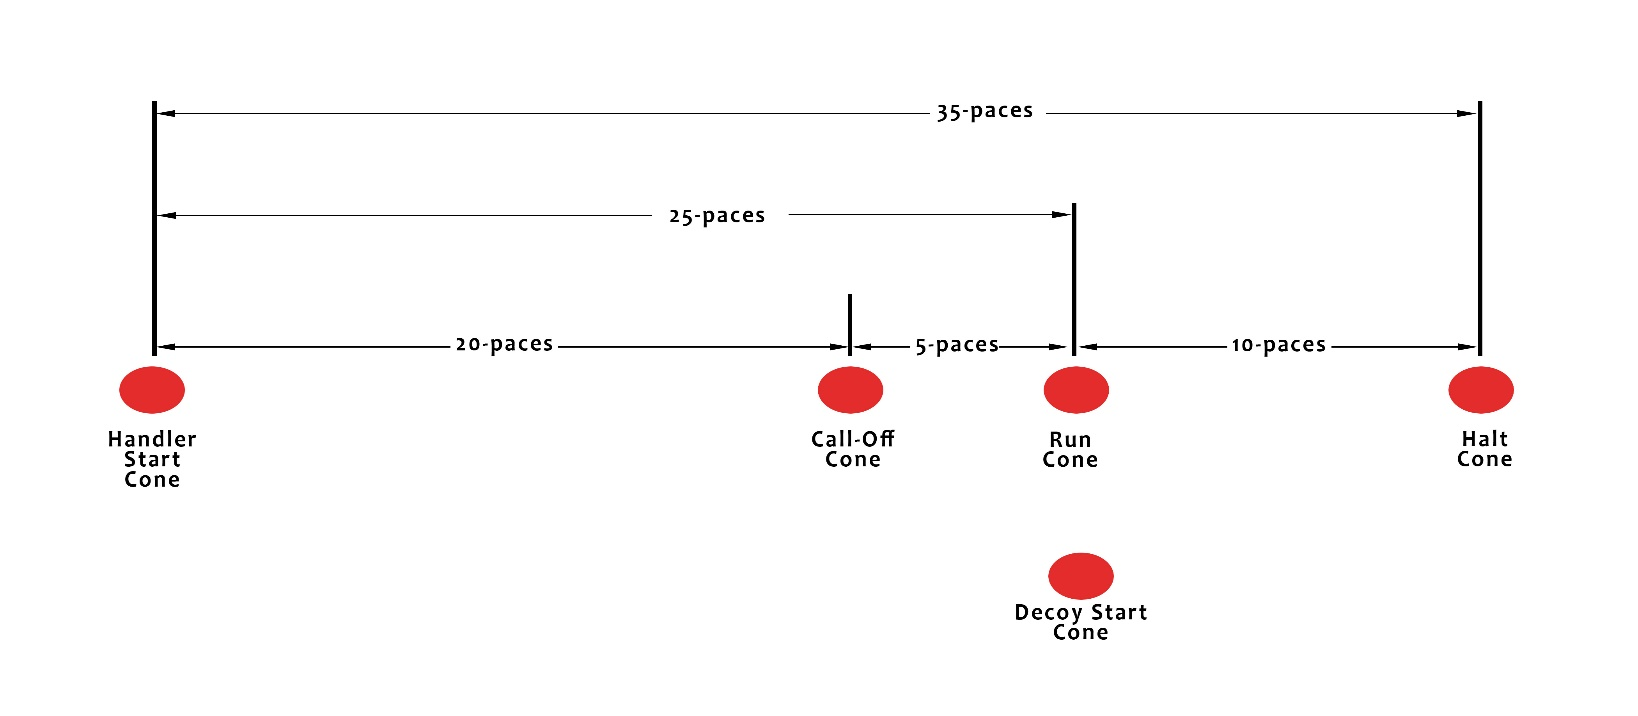 35-paces
25-paces
20-paces
5-paces
10-paces
Handler
Start
Cone
Call-Off
Cone
Run
Cone
Halt
Cone
Decoy Start
Cone